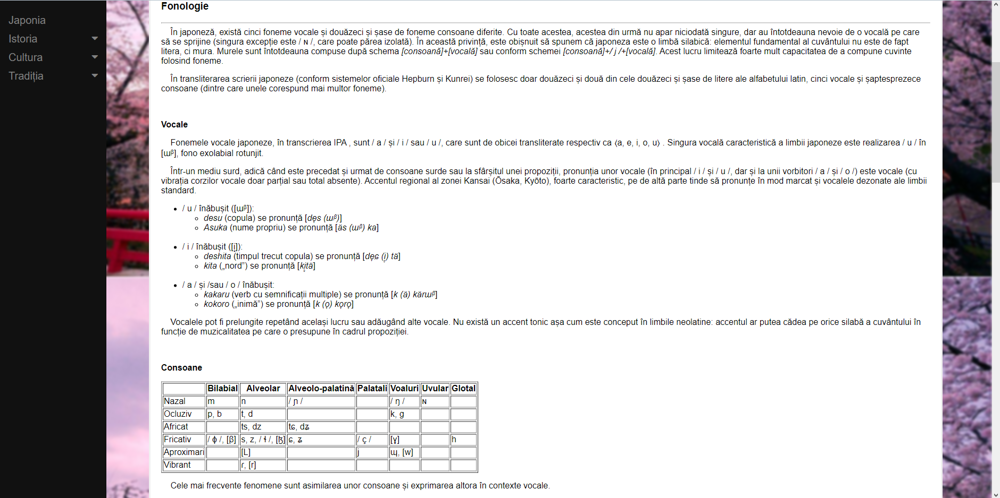 Japonia
Istoria
Cultura
Tradiția
Fonologie
În japoneză, există cinci foneme vocale și douăzeci și șase de foneme consoane diferite. Cu toate acestea, acestea din urmă nu apar niciodată singure, dar au întotdeauna nevoie de o vocală pe care
să se sprijine (singura excepție este / ɴ /, care poate părea izolată). În această privință, este obișnuit să spunem că japoneza este o limbă silabică: elementul fundamental al cuvântului nu este de fapt
litera, ci mura. Murele sunt întotdeauna compuse după schema [consoană]+[vocală] sau conform schemei [consoană]+/ j /+[vocală]. Acest lucru limitează foarte mult capacitatea de a compune cuvinte
folosind foneme.
În transliterarea scrierii japoneze (conform sistemelor oficiale Hepburn și Kunrei) se folosesc doar douăzeci și două din cele douăzeci și șase de litere ale alfabetului latin, cinci vocale și șaptesprezece
consoane (dintre care unele corespund mai multor foneme).
Vocale
Fonemele vocale japoneze, în transcrierea IPA , sunt / a / și / i / sau / u /, care sunt de obicei transliterate respectiv ca ⟨a, e, i, o, u⟩ . Singura vocală caracteristică a limbii japoneze este realizarea / u / în
[ɯᵝ], fono exolabial rotunjit.
Într-un mediu surd, adică când este precedat și urmat de consoane surde sau la sfârșitul unei propoziții, pronunția unor vocale (în principal / i / și / u /, dar și la unii vorbitori / a / și / o /) este vocale (cu
vibrația corzilor vocale doar parțial sau total absente). Accentul regional al zonei Kansai (Ōsaka, Kyōto), foarte caracteristic, pe de altă parte tinde să pronunțe în mod marcat și vocalele dezonate ale limbii
standard.
/ u / înăbușit ([ɯᵝ]):
desu (copula) se pronunță [de̞s (ɯᵝ)]
Asuka (nume propriu) se pronunță [äs (ɯᵝ) ka]
/ i / înăbușit ([i̥]):
deshita (timpul trecut copula) se pronunță [de̞ɕ (i̥) tä]
kita („nord”) se pronunță [ki̥tä]
/ a / și /sau / o / înăbușit:
kakaru (verb cu semnificații multiple) se pronunță [k (ä) kärɯᵝ]
kokoro („inimă”) se pronunță [k (o̞) ko̞ro̞]
Vocalele pot fi prelungite repetând același lucru sau adăugând alte vocale. Nu există un accent tonic așa cum este conceput în limbile neolatine: accentul ar putea cădea pe orice silabă a cuvântului în
funcție de muzicalitatea pe care o presupune în cadrul propoziției.
Consoane
Bilabial Alveolar Alveolo-palatină Palatali Voaluri Uvular Glotal
Nazal m n / ɲ / / ŋ / ɴ
Ocluziv p, b t, d k, g
Africat ts, dz tɕ, dʑ
Fricativ / ɸ /, [β] s, z, / ɬ /, [ɮ] ɕ, ʑ / ç / [ɣ] h
Aproximari [L] j ɰ, [w]
Vibrant ɾ, [r]
Cele mai frecvente fenomene sunt asimilarea unor consoane și exprimarea altora în contexte vocale.